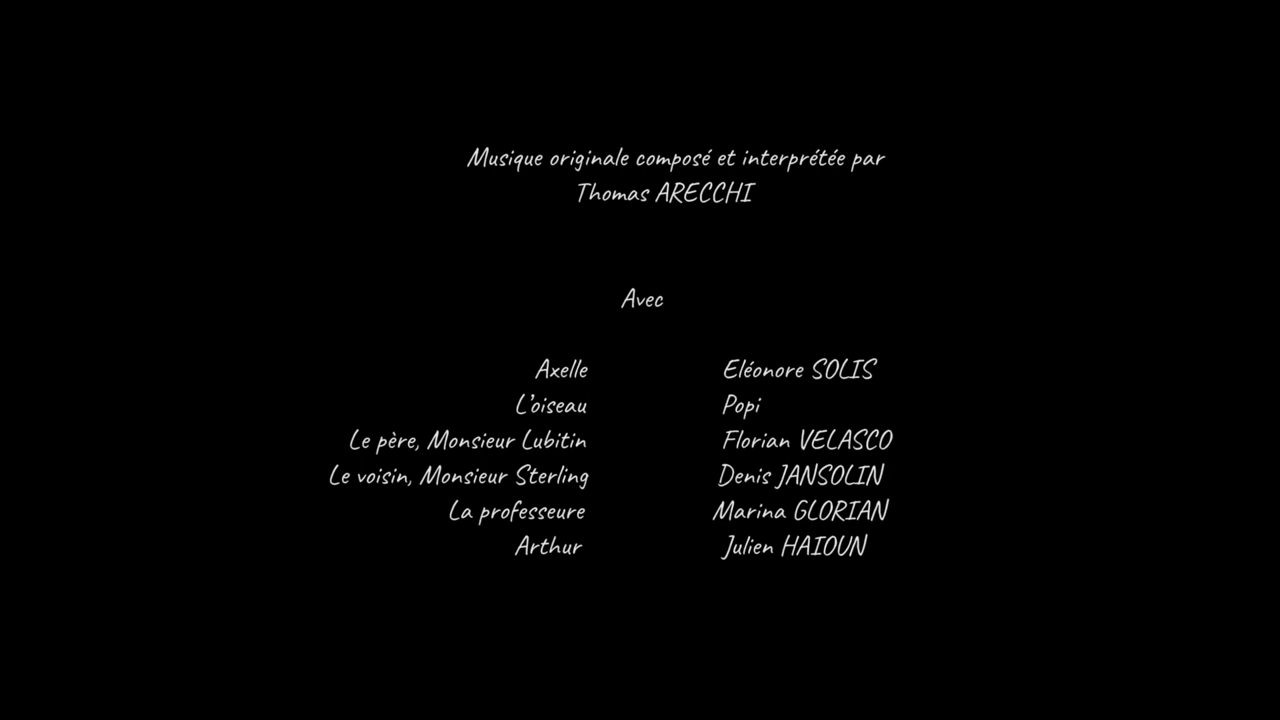 Musique originale composé et interprétée par
Thomas ARECCHI
Avec
Axelle Eléonore SOLIS
L'oiseau Popi
Le père, Monsieur Lubitin Florian VELASCO
Le voisin, Monsieur Sterling Denis JANSOLIN
La professeure Marina GLORIAN
Arthur Julien HAIOUN